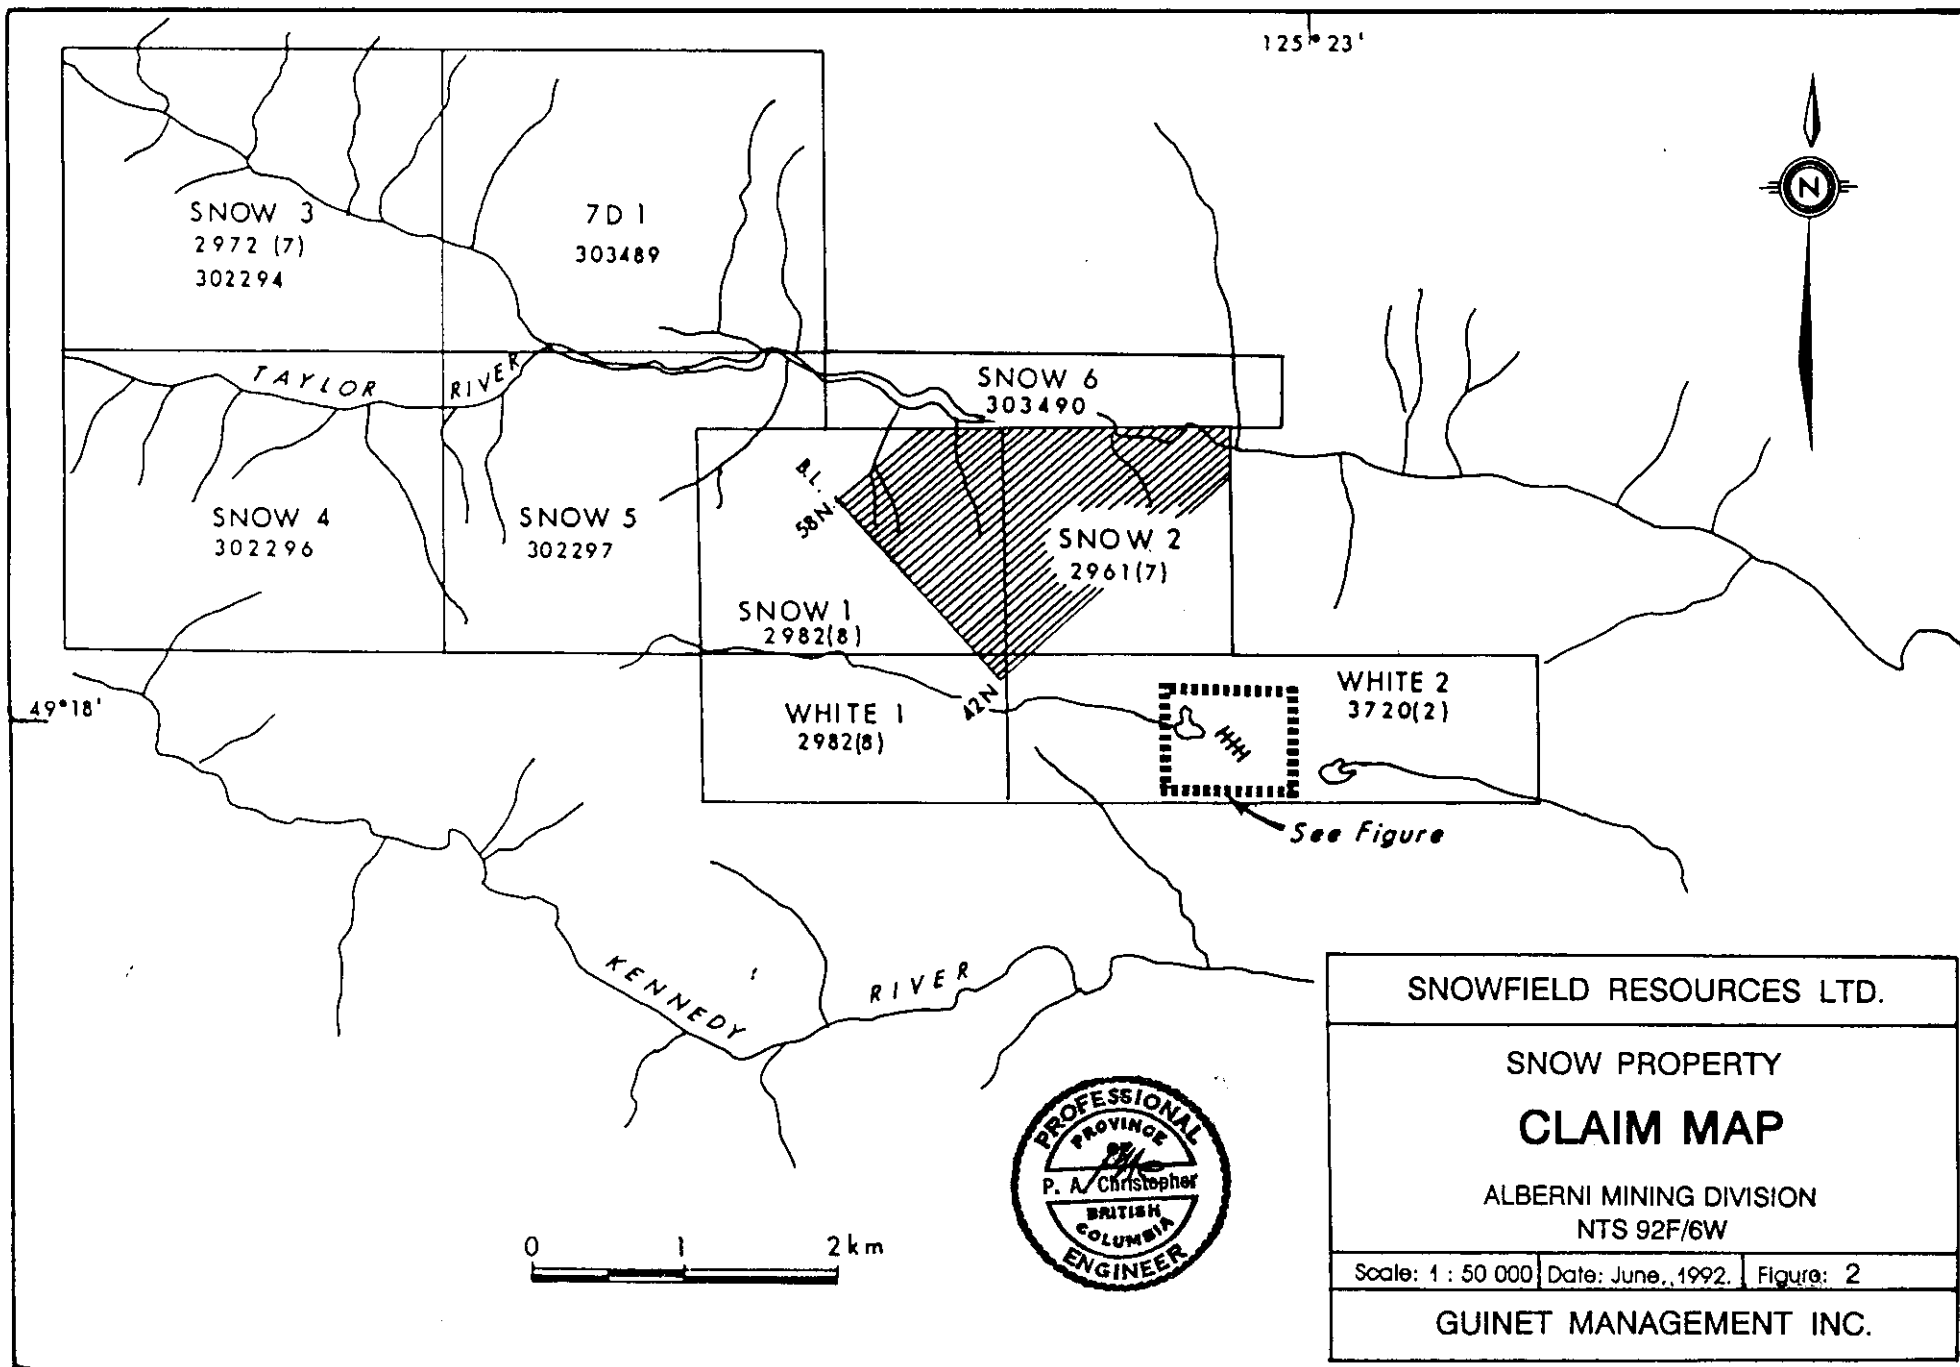 125° 23'
N
SNOW 3
2972 (7)
302294
7D 1
303489
TAYLOR RIVER
SNOW 6
303490
B.L.
58N.
SNOW 4
302296
SNOW 5
302297
SNOW 2
2961(7)
SNOW 1
2982(8)
42N
49°18'
WHITE 1
2982(8)
WHITE 2
3720(2)
See Figure
KENNEDY RIVER
0 1 2 km
PROFESSIONAL
PROVINCE
OF
P. A. Christopher
BRITISH
COLUMBIA
ENGINEER
SNOWFIELD RESOURCES LTD.
SNOW PROPERTY
CLAIM MAP
ALBERNI MINING DIVISION
NTS 92F/6W
Scale: 1 : 50 000 Date: June, 1992. Figure: 2
GUINET MANAGEMENT INC.